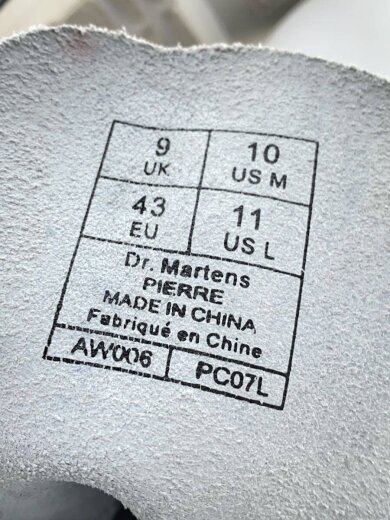 9 10
UK US M
43 11
EU US L
Dr. Martens
PIERRE
MADE IN CHINA
Fabriqué en Chine
AW006 PC07L